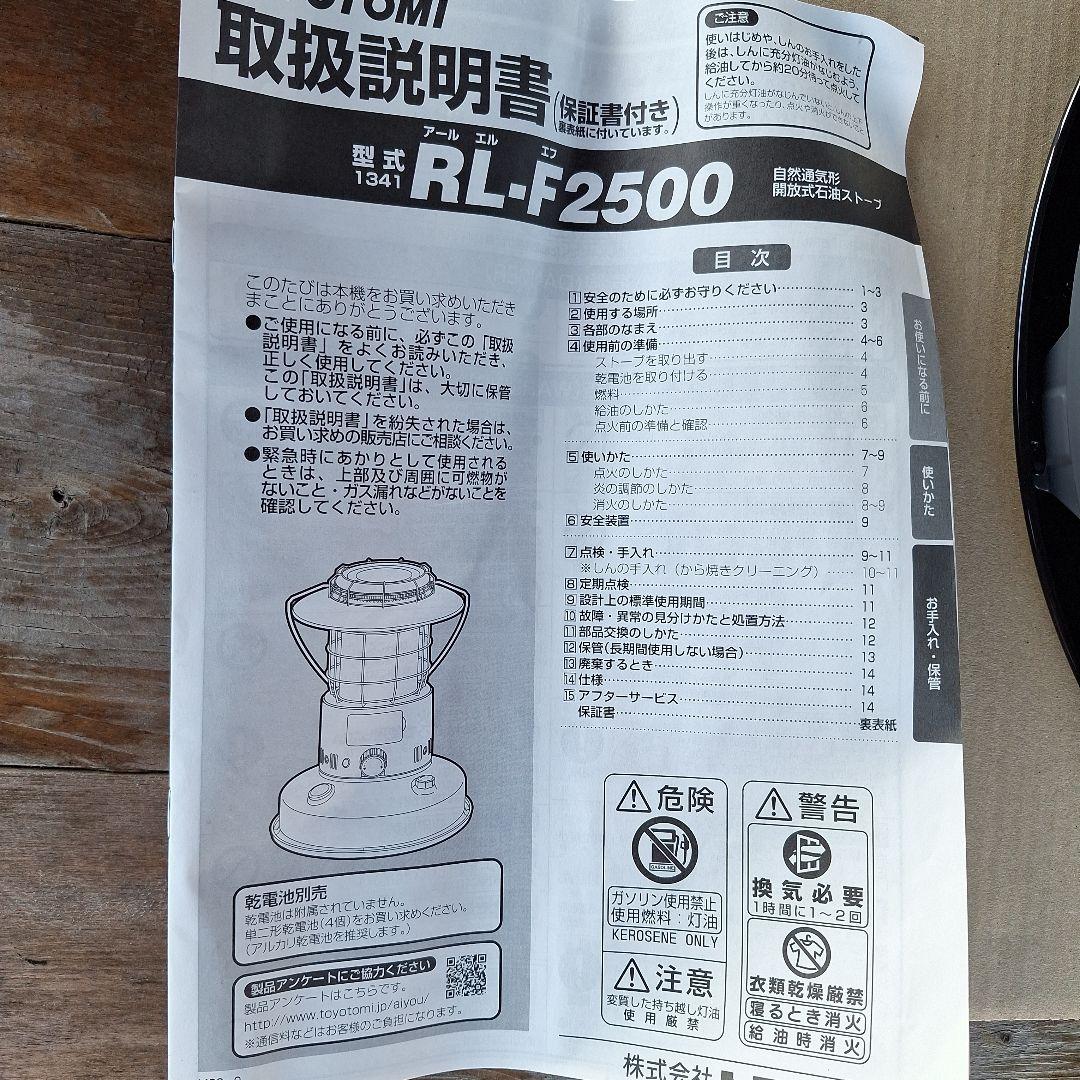 取扱説明書
(保証書付き
裏表紙に付いています。)
ご注意
使いはじめや、しんのお手入れをした
後は、しんに充分灯油がなじむよう、
給油してから約20分待って点火して
ください。
があります。
アール エル エフ
型式
1341
RL-F2500
自然通気形
開放式石油ストーブ
このたびは本機をお買い求めいただき
まことにありがとうございます。
●ご使用になる前に、必ずこの「取扱
説明書」をよくお読みいただき、
正しく使用してください。
この「取扱説明書」は、大切に保管
しておいてください。
●「取扱説明書」を紛失された場合は、
お買い求めの販売店にご相談ください。
●緊急時にあかりとして使用される
ときは、上部及び周囲に可燃物が
ないこと・ガス漏れなどがないことを
確認してください。
乾電池別売
乾電池は附属されていません。
単二形乾電池(4個)をお買い求めください。
(アルカリ乾電池を推奨します。)
製品アンケートにご協力ください
製品アンケートはこちらです。
http://www.toyotomi.jp/aiyou/
※通信料などはお客様のご負担になります。
目次
1 安全のために必ずお守りください 1~3
2 使用する場所 3
3 各部のなまえ 3
4 使用前の準備 4~6
ストーブを取り出す 4
乾電池を取り付ける 4
燃料 5
給油のしかた 6
点火前の準備と確認 6
5 使いかた 7~9
点火のしかた 7
炎の調節のしかた 8
消火のしかた 8~9
6 安全装置 9
7 点検・手入れ 9~11
※しんの手入れ(から焼きクリーニング) 10~11
8 定期点検 11
9 設計上の標準使用期間 11
10 故障・異常の見分けかたと処置方法 12
11 部品交換のしかた 12
12 保管(長期間使用しない場合) 13
13 廃棄するとき 14
14 仕様 14
15 アフターサービス 14
保証書 裏表紙
お使いになる前に
使いかた
お手入れ・保管
危険
GASOLINE
ガソリン使用禁止
使用燃料:灯油
KEROSENE ONLY
注意
変質した持ち越し灯油
使用厳禁
警告
換気必要
1時間に1~2回
衣類乾燥厳禁
寝るとき消火
給油時消火
株式会社